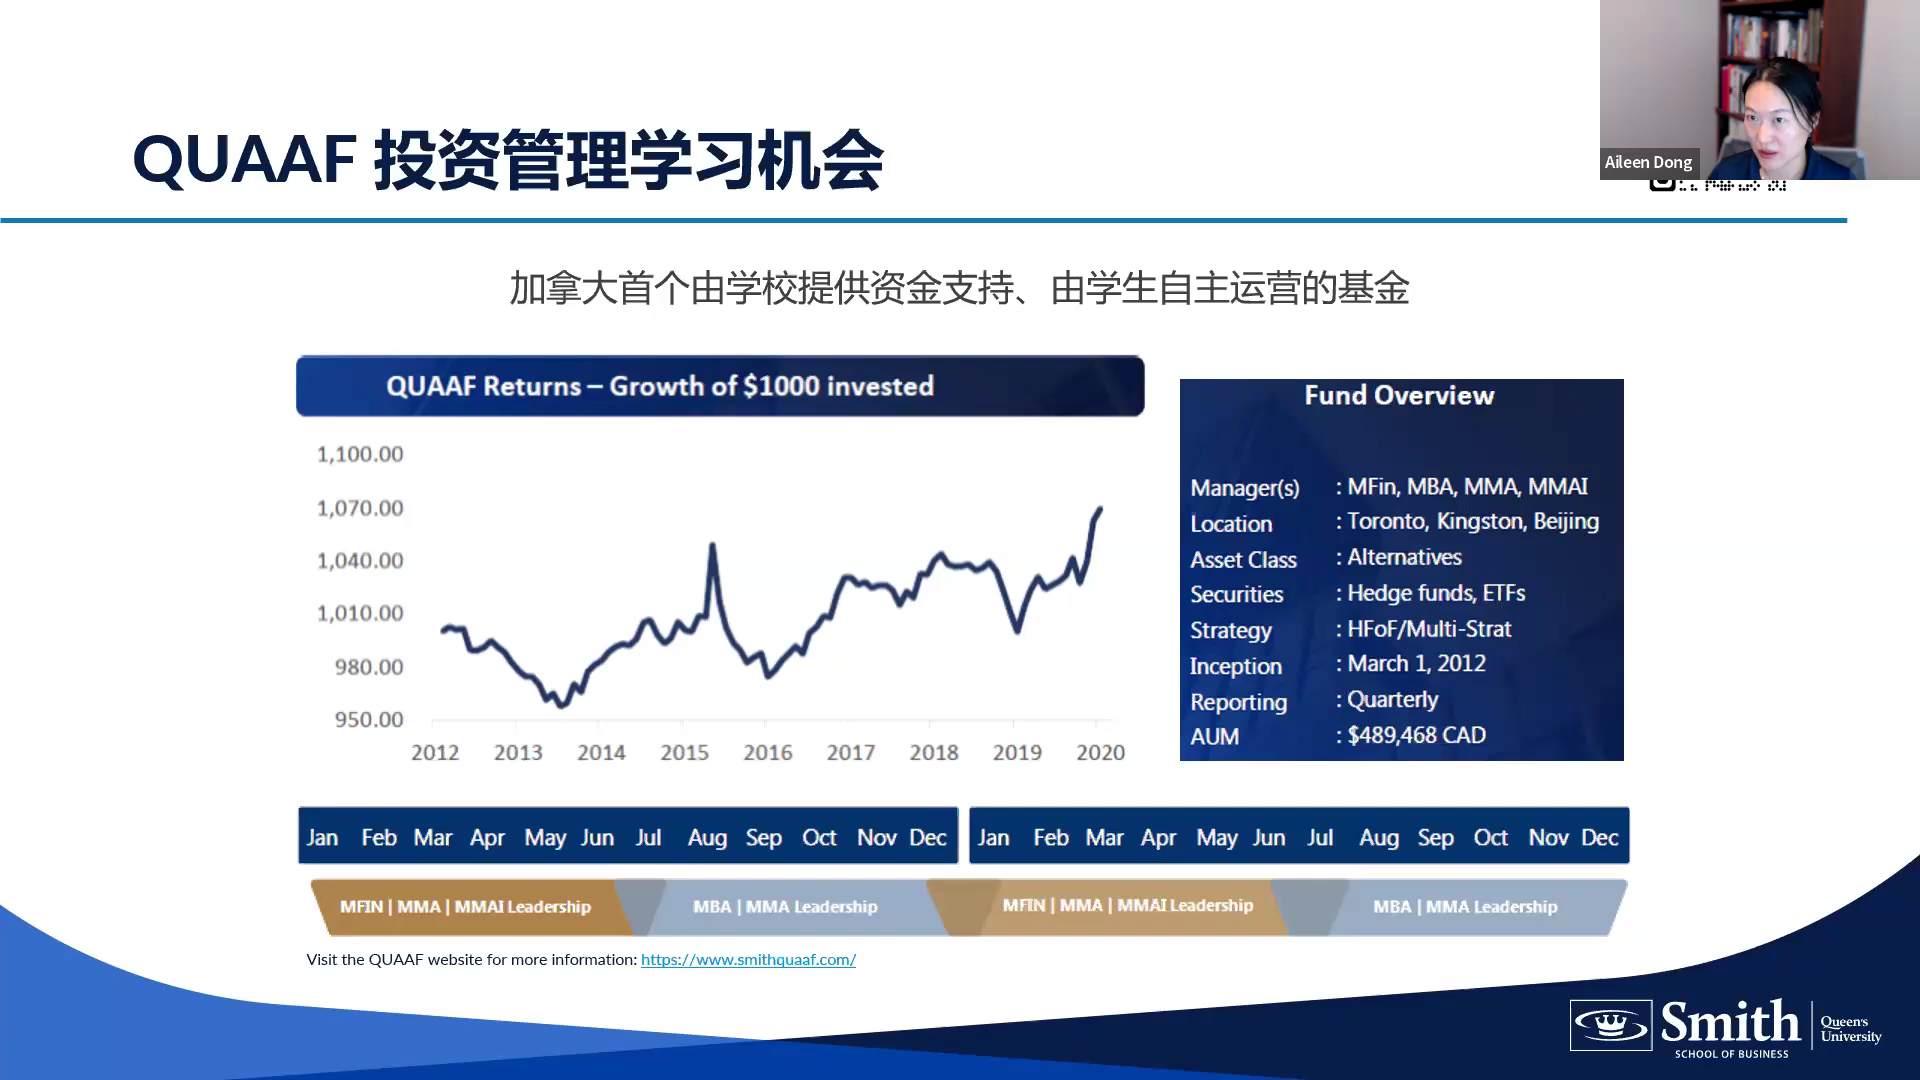 Aileen Dong
QUAAF 投资管理学习机会
加拿大首个由学校提供资金支持、由学生自主运营的基金
QUAAF Returns – Growth of $1000 invested
1,100.00
1,070.00
1,040.00
1,010.00
980.00
950.00
2012 2013 2014 2015 2016 2017 2018 2019 2020
Fund Overview
Manager(s) : MFin, MBA, MMA, MMAI
Location : Toronto, Kingston, Beijing
Asset Class : Alternatives
Securities : Hedge funds, ETFs
Strategy : HFoF/Multi-Strat
Inception : March 1, 2012
Reporting : Quarterly
AUM : $489,468 CAD
Jan Feb Mar Apr May Jun Jul Aug Sep Oct Nov Dec Jan Feb Mar Apr May Jun Jul Aug Sep Oct Nov Dec
MFIN | MMA | MMAI Leadership MBA | MMA Leadership MFIN | MMA | MMAI Leadership MBA | MMA Leadership
Visit the QUAAF website for more information: https://www.smithquaaf.com/
Smith
SCHOOL OF BUSINESS
Queen's
University